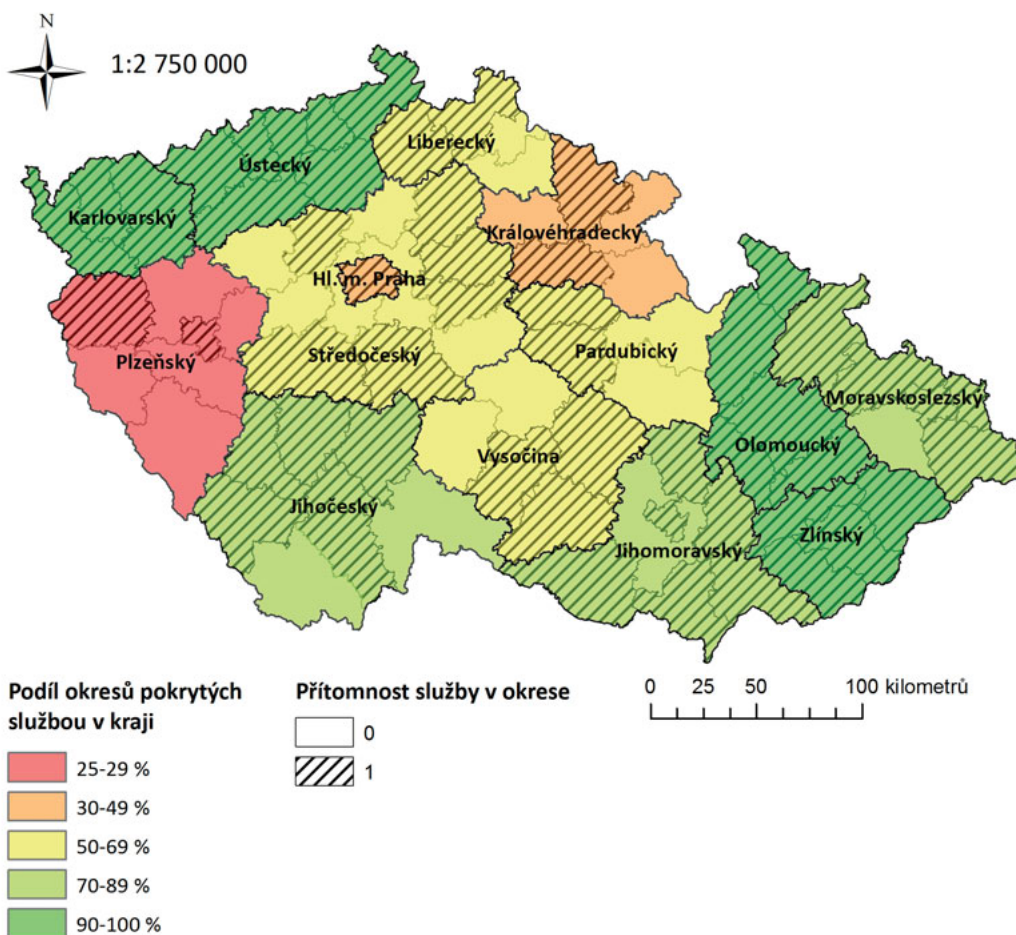 N
1:2 750 000
Liberecký
Ústecký
Karlovarský
Královéhradecký
Hl. m. Praha
Středočeský
Pardubický
Plzeňský
Moravskoslezský
Olomoucký
Vysočina
Jihočeský
Zlínský
Jihomoravský
Podíl okresů pokrytých
službou v kraji
25-29 %
30-49 %
50-69 %
70-89 %
90-100 %
Přítomnost služby v okrese
0
1
0 25 50 100 kilometrů